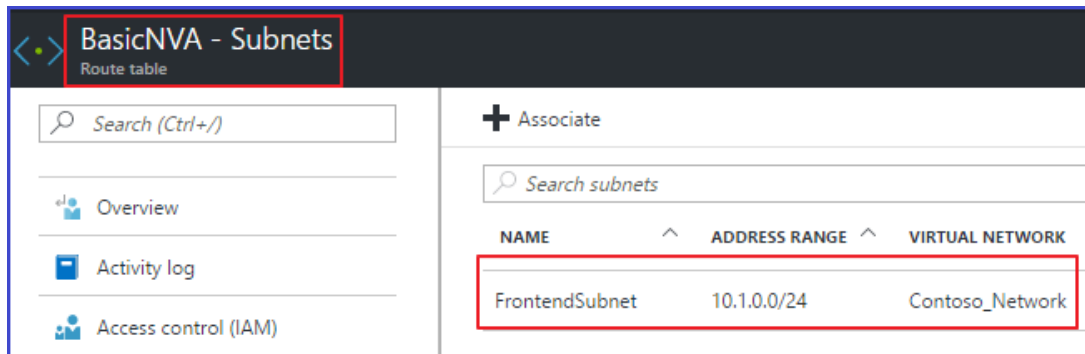 BasicNVA - Subnets
Route table
Search (Ctrl+/)
Overview
Activity log
Access control (IAM)
Associate
Search subnets
NAME ADDRESS RANGE VIRTUAL NETWORK
FrontendSubnet 10.1.0.0/24 Contoso_Network